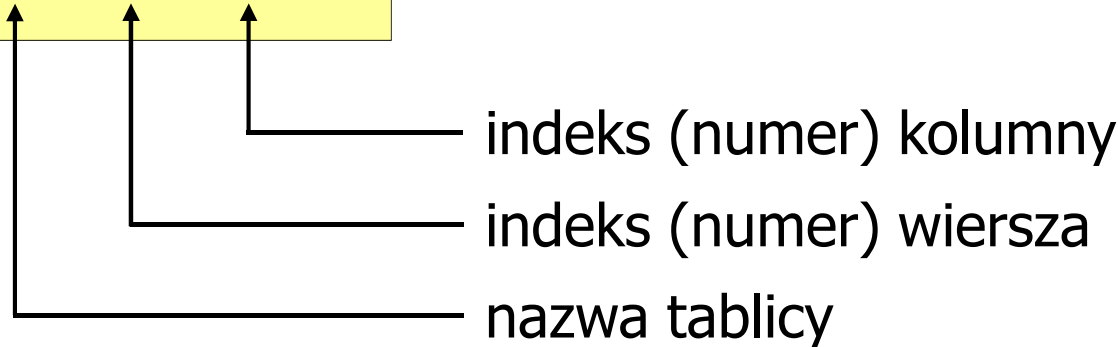 indeks (numer) kolumny
indeks (numer) wiersza
nazwa tablicy